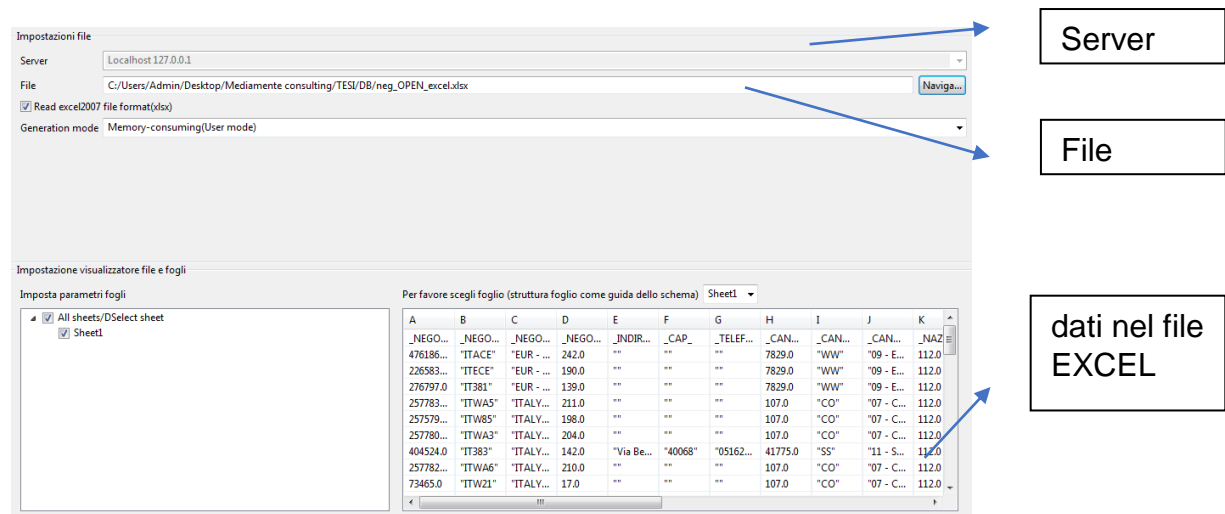 Impostazioni file
Server Localhost 127.0.0.1
File C:/Users/Admin/Desktop/Mediamente consulting/TESI/DB/neg_OPEN_excel.xlsx Naviga...
Read excel2007 file format(xlsx)
Generation mode Memory-consuming(User mode)
Server
File
Impostazione visualizzatore file e fogli
Imposta parametri fogli
All sheets/DSelect sheet
Sheet1
Per favore scegli foglio (struttura foglio come guida dello schema) Sheet1
A B C D E F G H I J K
_NEGO... _NEGO... _NEGO... _NEGO... _INDIR... _CAP_ _TELEF... _CAN... _CAN... _CAN... _NAZ
476186... "ITACE" "EUR - ... 242.0 "" "" "" 7829.0 "WW" "09 - E... 112.0
226583... "ITECE" "EUR - ... 190.0 "" "" "" 7829.0 "WW" "09 - E... 112.0
276797.0 "IT381" "EUR - ... 139.0 "" "" "" 7829.0 "WW" "09 - E... 112.0
257783... "ITWA5" "ITALY... 211.0 "" "" "" 107.0 "CO" "07 - C... 112.0
257579... "ITW85" "ITALY... 198.0 "" "" "" 107.0 "CO" "07 - C... 112.0
257780... "ITWA3" "ITALY... 204.0 "" "" "" 107.0 "CO" "07 - C... 112.0
404524.0 "IT383" "ITALY... 142.0 "Via Be... "40068" "05162... 41775.0 "SS" "11 - S... 112.0
257782... "ITWA6" "ITALY... 210.0 "" "" "" 107.0 "CO" "07 - C... 112.0
73465.0 "ITW21" "ITALY... 17.0 "" "" "" 107.0 "CO" "07 - C... 112.0
dati nel file
EXCEL